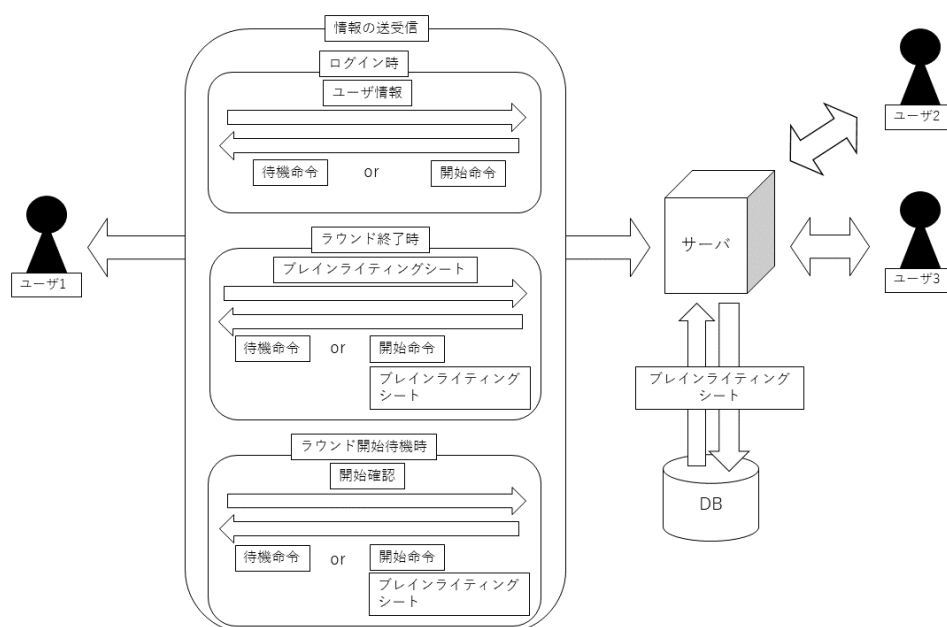 情報の送受信
ログイン時
ユーザ情報
待機命令 or 開始命令
ラウンド終了時
ブレインライティングシート
待機命令 or 開始命令
ブレインライティング
シート
ラウンド開始待機時
開始確認
待機命令 or 開始命令
ブレインライティング
シート
ユーザ1
サーバ
ユーザ2
ユーザ3
ブレインライティング
シート
DB